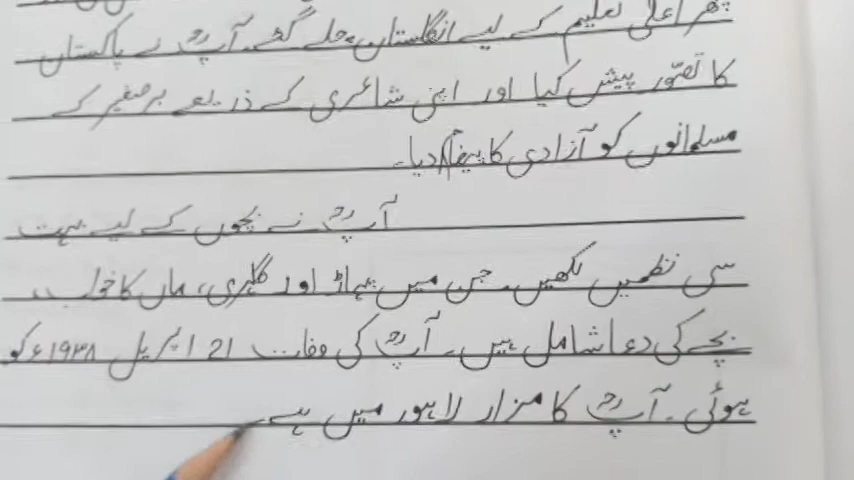 پھر اعلیٰ تعلیم کے لیے انگلستان چلے گئے۔ آپؒ نے پاکستان
کا تصّور پیش کیا اور اپنی شاعری کے ذریعے برصغیر کے
مسلمانوں کو آزادی کا پیغام دیا۔
آپؒ نے بچوں کے لیے بہت
سی نظمیں لکھیں۔ جن میں پہاڑ اور گلہری، ماں کا خواب،
بچے کی دعا شامل ہیں۔ آپؒ کی وفات 21 اپریل ۱۹۳۸ء کو
ہوئی۔ آپؒ کا مزار لاہور میں ہے